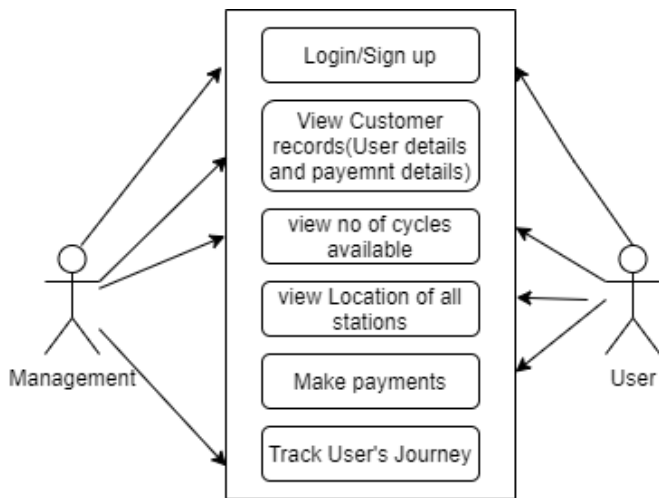 Login/Sign up
View Customer
records(User details
and payemnt details)
view no of cycles
available
view Location of all
stations
Management
User
Make payments
Track User's Journey